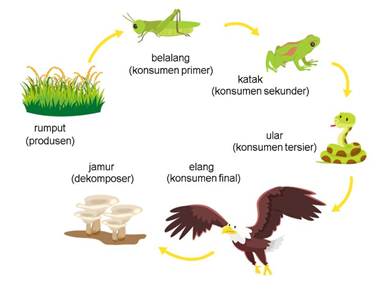 belalang
(konsumen primer)
katak
(konsumen sekunder)
rumput
(produsen)
ular
(konsumen tersier)
jamur
(dekomposer)
elang
(konsumen final)